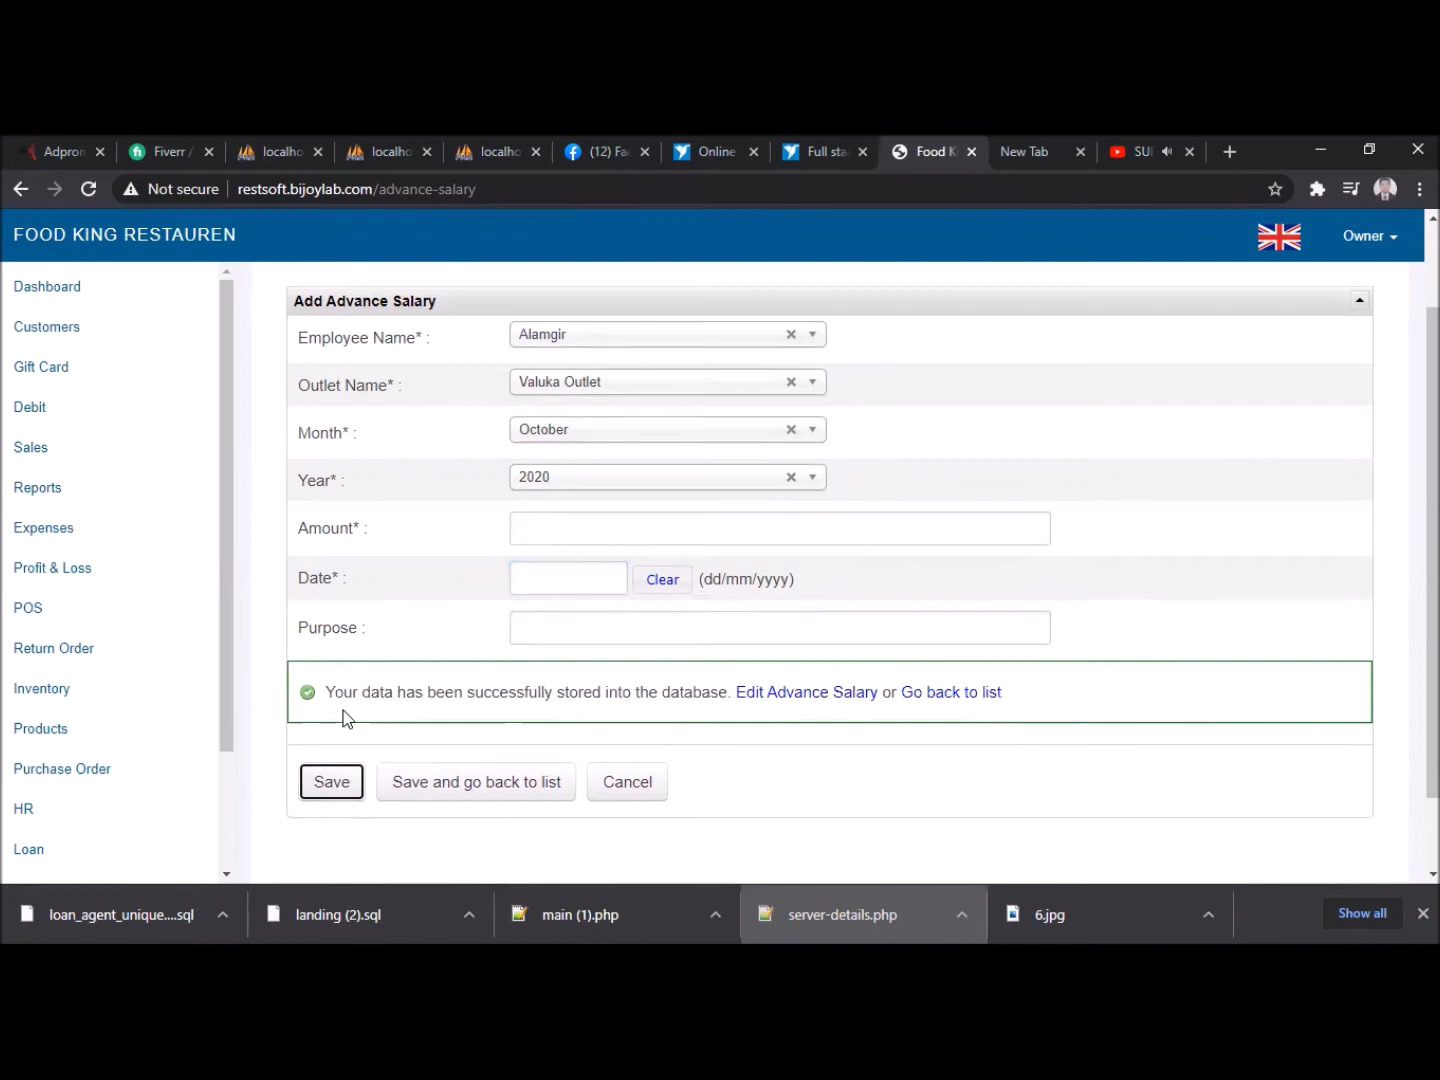 Adpron
Fiverr /
localho
localho
localho
(12) Fa
Online
Full sta
Food K
New Tab
SUI
Not secure
restsoft.bijoylab.com/advance-salary
FOOD KING RESTAUREN
Owner
Dashboard
Customers
Gift Card
Debit
Sales
Reports
Expenses
Profit & Loss
POS
Return Order
Inventory
Products
Purchase Order
HR
Loan
Add Advance Salary
Employee Name* : Alamgir
Outlet Name* : Valuka Outlet
Month* : October
Year* : 2020
Amount* :
Date* : Clear (dd/mm/yyyy)
Purpose :
Your data has been successfully stored into the database. Edit Advance Salary or Go back to list
Save Save and go back to list Cancel
loan_agent_unique....sql
landing (2).sql
main (1).php
server-details.php
6.jpg
Show all